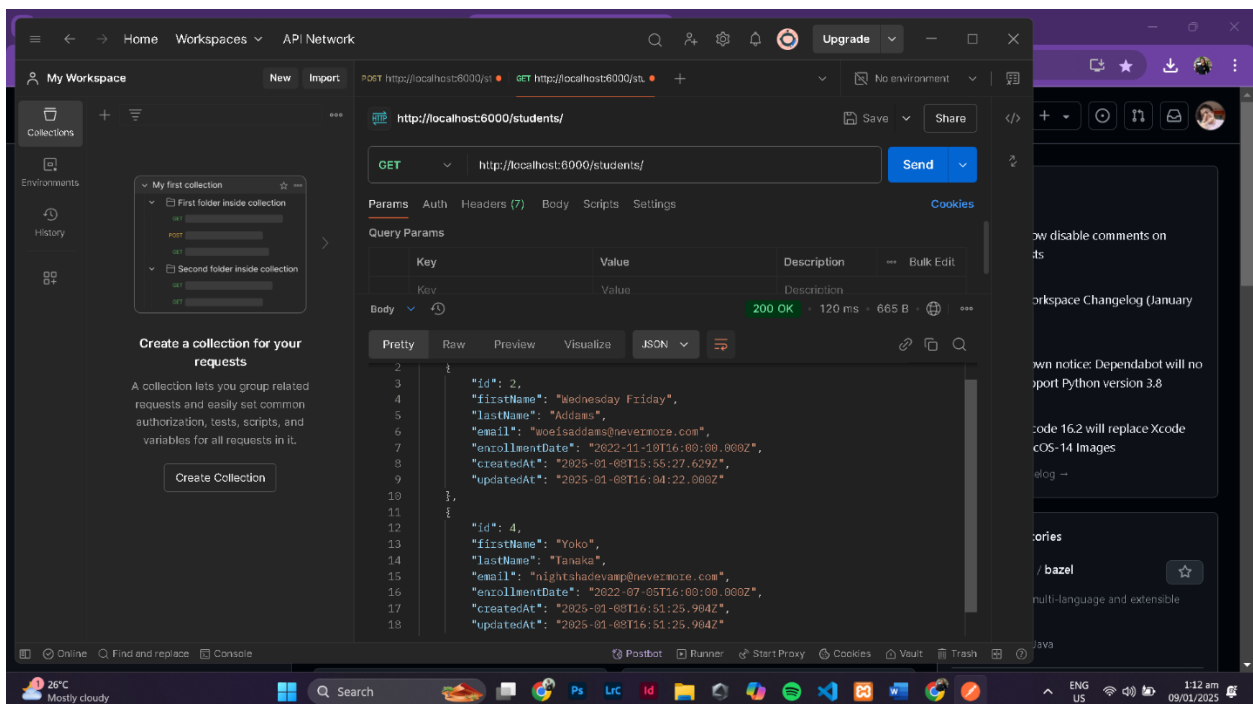 Home Workspaces API Network
Upgrade
My Workspace New Import
POST http://localhost:6000/st GET http://localhost:6000/stu No environment
Collections
Environments
History
http://localhost:6000/students/ Save Share
GET http://localhost:6000/students/ Send
Params Auth Headers (7) Body Scripts Settings Cookies
Query Params
Key Value Description Bulk Edit
Key Value Description
Body 200 OK 120 ms 665 B
Pretty Raw Preview Visualize JSON
My first collection
First folder inside collection
GET
POST
GET
Second folder inside collection
GET
GET
Create a collection for your
requests
A collection lets you group related
requests and easily set common
authorization, tests, scripts, and
variables for all requests in it.
Create Collection
2 {
3 "id": 2,
4 "firstName": "Wednesday Friday",
5 "lastName": "Addams",
6 "email": "woeisaddams@nevermore.com",
7 "enrollmentDate": "2022-11-10T16:00:00.000Z",
8 "createdAt": "2025-01-08T15:55:27.629Z",
9 "updatedAt": "2025-01-08T16:04:22.000Z"
10 },
11 {
12 "id": 4,
13 "firstName": "Yoko",
14 "lastName": "Tanaka",
15 "email": "nightshadevamp@nevermore.com",
16 "enrollmentDate": "2022-07-05T16:00:00.000Z",
17 "createdAt": "2025-01-08T16:51:25.904Z",
18 "updatedAt": "2025-01-08T16:51:25.904Z"
Online Find and replace Console Postbot Runner Start Proxy Cookies Vault Trash
ow disable comments on
ts
orkspace Changelog (January
own notice: Dependabot will no
pport Python version 3.8
code 16.2 will replace Xcode
cOS-14 Images
elog →
tories
/ bazel
multi-language and extensible
Java
26°C
Mostly cloudy
Search
Ps Lrc Id
ENG
US
1:12 am
09/01/2025